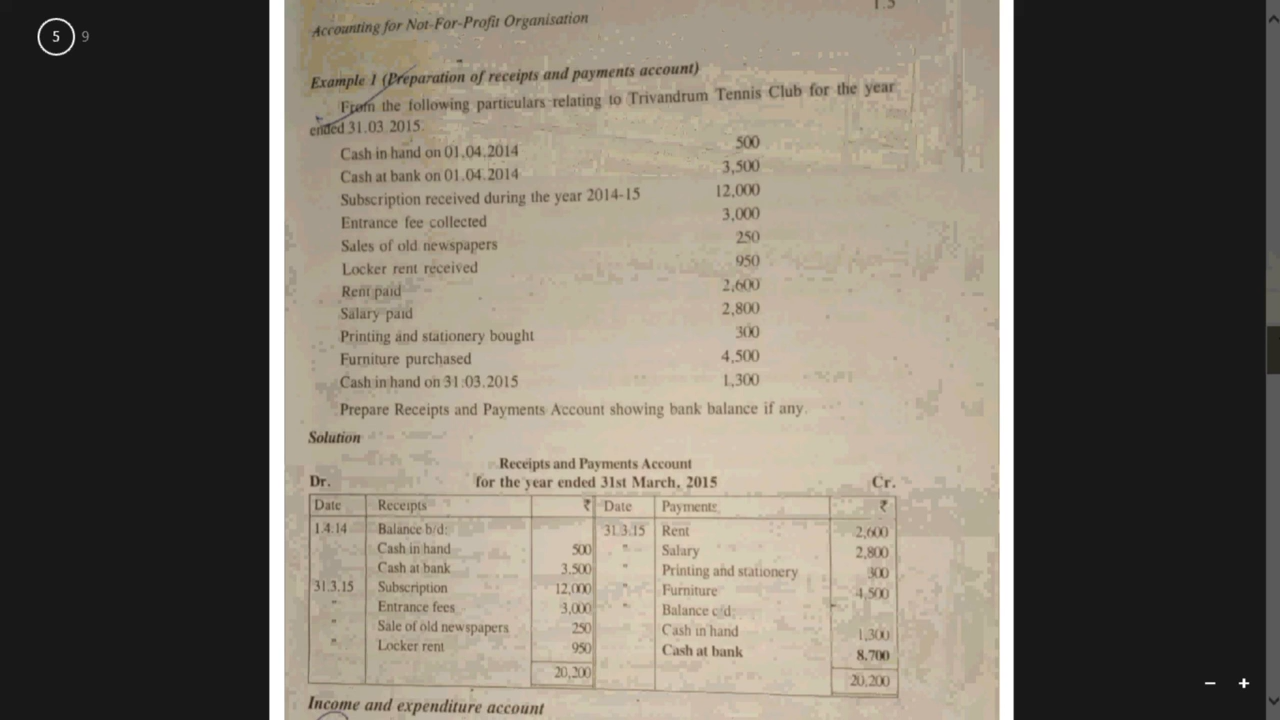 5 9
Accounting for Not-For-Profit Organisation
Example 1 (Preparation of receipts and payments account)
From the following particulars relating to Trivandrum Tennis Club for the year
ended 31.03.2015.
Cash in hand on 01.04.2014 500
Cash at bank on 01.04.2014 3,500
Subscription received during the year 2014-15 12,000
Entrance fee collected 3,000
Sales of old newspapers 250
Locker rent received 950
Rent paid 2,600
Salary paid 2,800
Printing and stationery bought 300
Furniture purchased 4,500
Cash in hand on 31.03.2015 1,300
Prepare Receipts and Payments Account showing bank balance if any.
Solution
Receipts and Payments Account
Dr. for the year ended 31st March, 2015 Cr.
Date Receipts ₹ Date Payments ₹
1.4.14 Balance b/d: 31.3.15 Rent 2,600
Cash in hand 500 " Salary 2,800
Cash at bank 3.500 " Printing and stationery 300
31.3.15 Subscription 12,000 " Furniture 4,500
" Entrance fees 3,000 " Balance c/d:
" Sale of old newspapers 250 Cash in hand 1,300
" Locker rent 950 Cash at bank 8,700
20,200 20,200
Income and expenditure account